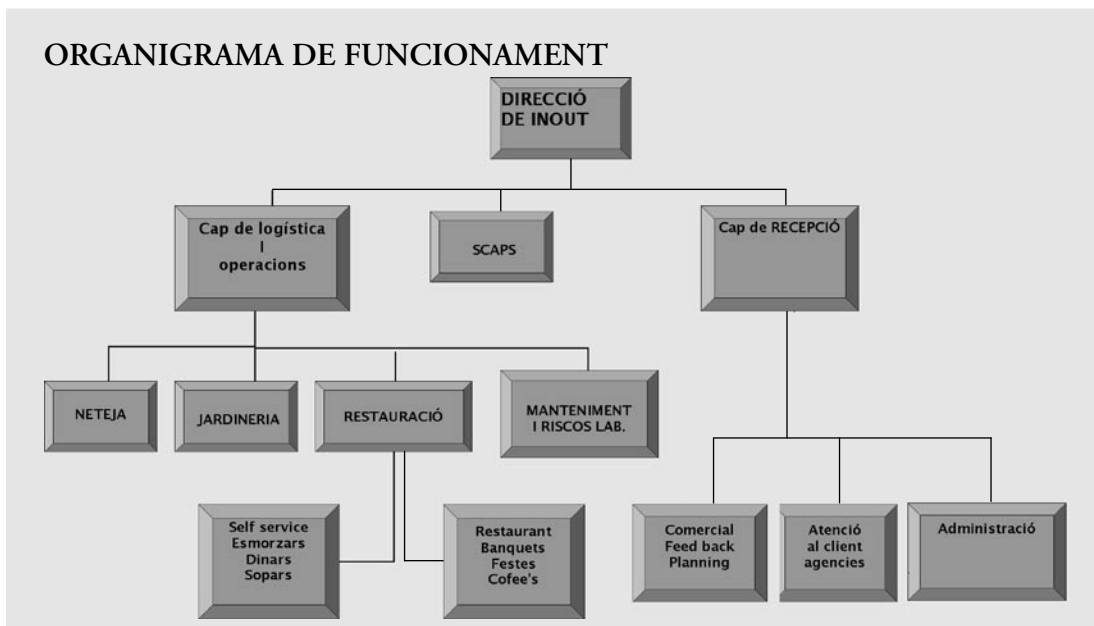 ORGANIGRAMA DE FUNCIONAMENT
DIRECCIÓ
DE INOUT
Cap de logística
I
operacions
SCAPS
Cap de RECEPCIÓ
NETEJA
JARDINERIA
RESTAURACIÓ
MANTENIMENT
I RISCOS LAB.
Self service
Esmorzars
Dinars
Sopars
Restaurant
Banquets
Festes
Cofee's
Comercial
Feed back
Planning
Atenció
al client
agencies
Administració